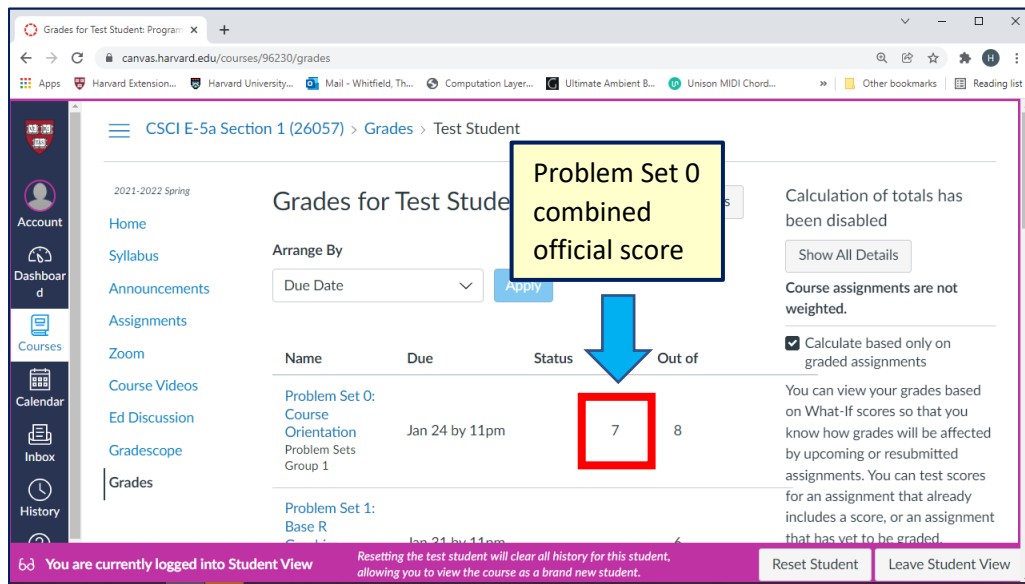 Grades for Test Student: Program
canvas.harvard.edu/courses/96230/grades
Apps
Harvard Extension...
Harvard University...
Mail - Whitfield, Th...
Computation Layer...
Ultimate Ambient B...
Unison MIDI Chord...
»
Other bookmarks
Reading list
CSCI E-5a Section 1 (26057) > Grades > Test Student
Account
Dashboar
d
Courses
Calendar
Inbox
History
2021-2022 Spring
Home
Syllabus
Announcements
Assignments
Zoom
Course Videos
Ed Discussion
Gradescope
Grades
Grades for Test Stude
s
Problem Set 0
combined
official score
Arrange By
Due Date
Apply
Name Due Status Out of
Problem Set 0:
Course
Orientation
Problem Sets
Group 1
Jan 24 by 11pm
7
8
Problem Set 1:
Base R
Jan 31 by 11pm
6
Calculation of totals has
been disabled
Show All Details
Course assignments are not
weighted.
Calculate based only on
graded assignments
You can view your grades based
on What-If scores so that you
know how grades will be affected
by upcoming or resubmitted
assignments. You can test scores
for an assignment that already
includes a score, or an assignment
that has yet to be graded.
You are currently logged into Student View
Resetting the test student will clear all history for this student,
allowing you to view the course as a brand new student.
Reset Student
Leave Student View